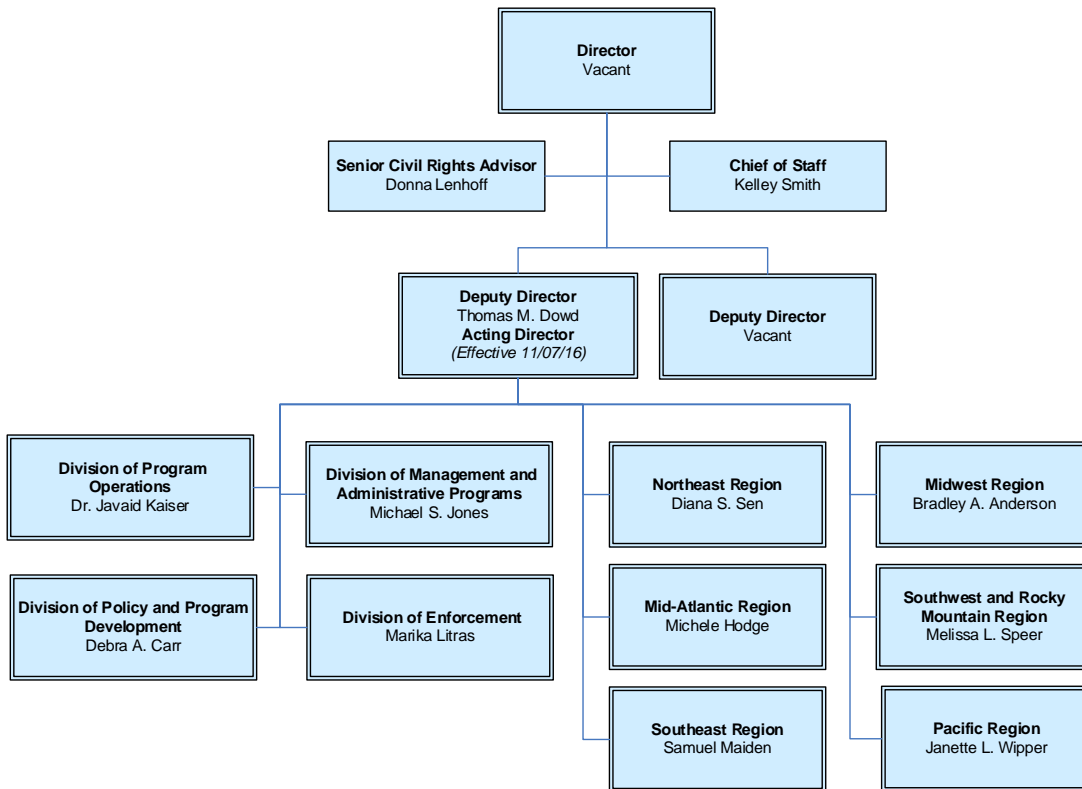 Director
Vacant
Senior Civil Rights Advisor
Donna Lenhoff
Chief of Staff
Kelley Smith
Deputy Director
Thomas M. Dowd
Acting Director
(Effective 11/07/16)
Deputy Director
Vacant
Division of Program
Operations
Dr. Javaid Kaiser
Division of Management and
Administrative Programs
Michael S. Jones
Northeast Region
Diana S. Sen
Midwest Region
Bradley A. Anderson
Division of Policy and Program
Development
Debra A. Carr
Division of Enforcement
Marika Litras
Mid-Atlantic Region
Michele Hodge
Southwest and Rocky
Mountain Region
Melissa L. Speer
Southeast Region
Samuel Maiden
Pacific Region
Janette L. Wipper